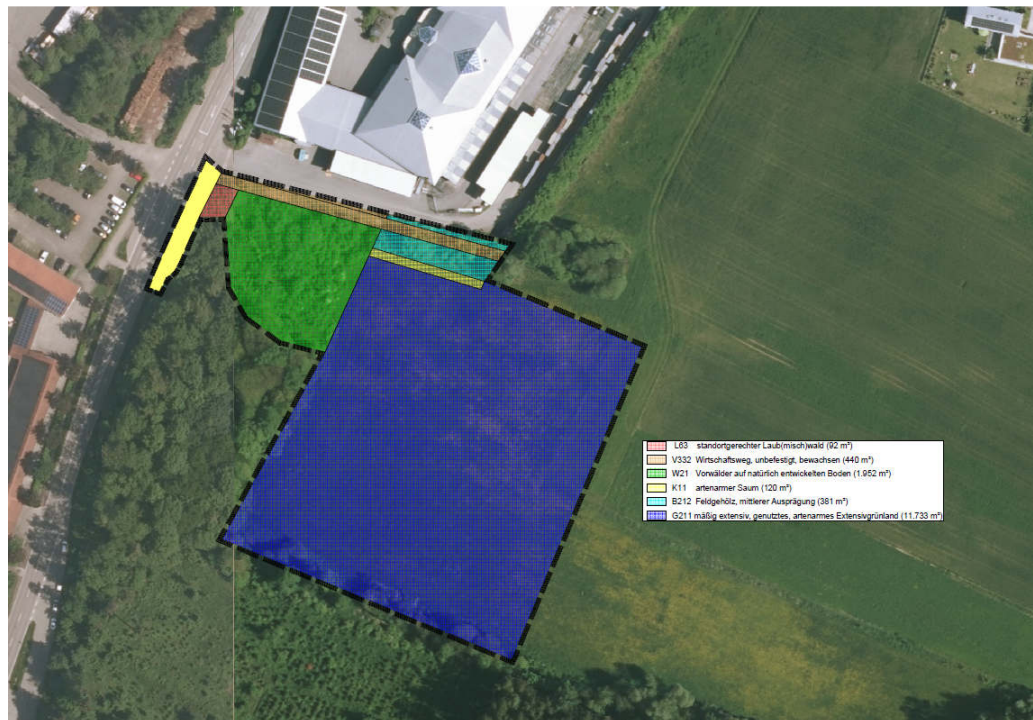 L63 standortgerechter Laub(misch)wald (92 m²)
V332 Wirtschaftsweg, unbefestigt, bewachsen (440 m²)
W21 Vorwälder auf natürlich entwickelten Boden (1.952 m²)
K11 artenarmer Saum (120 m²)
B212 Feldgehölz, mittlerer Ausprägung (381 m²)
G211 mäßig extensiv, genutztes, artenarmes Extensivgrünland (11.733 m²)